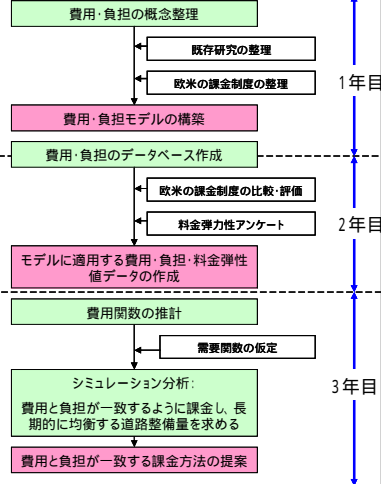 費用・負担の概念整理
既存研究の整理
欧米の課金制度の整理
1年目
費用・負担モデルの構築
費用・負担のデータベース作成
欧米の課金制度の比較・評価
料金弾力性アンケート
2年目
モデルに適用する費用・負担・料金弾性
値データの作成
費用関数の推計
需要関数の仮定
シミュレーション分析：
3年目
費用と負担が一致するように課金し、長
期的に均衡する道路整備量を求める
費用と負担が一致する課金方法の提案